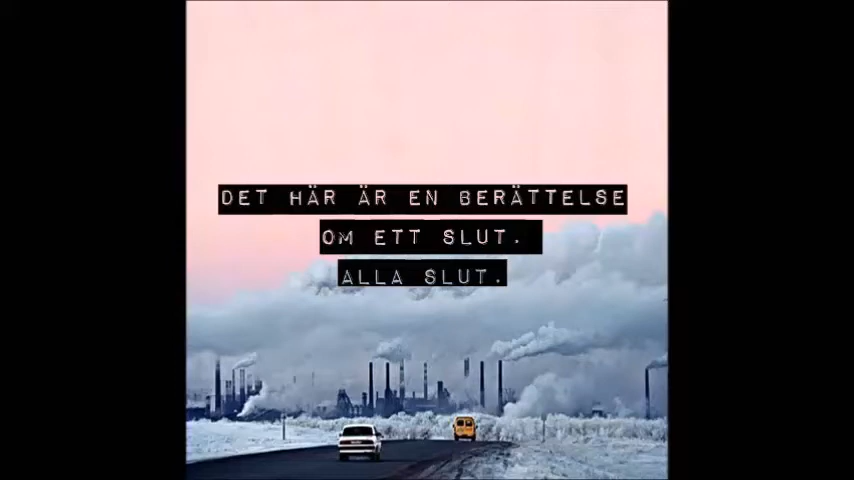 DET HÄR ÄR EN BERÄTTELSE
OM ETT SLUT.
ALLA SLUT.